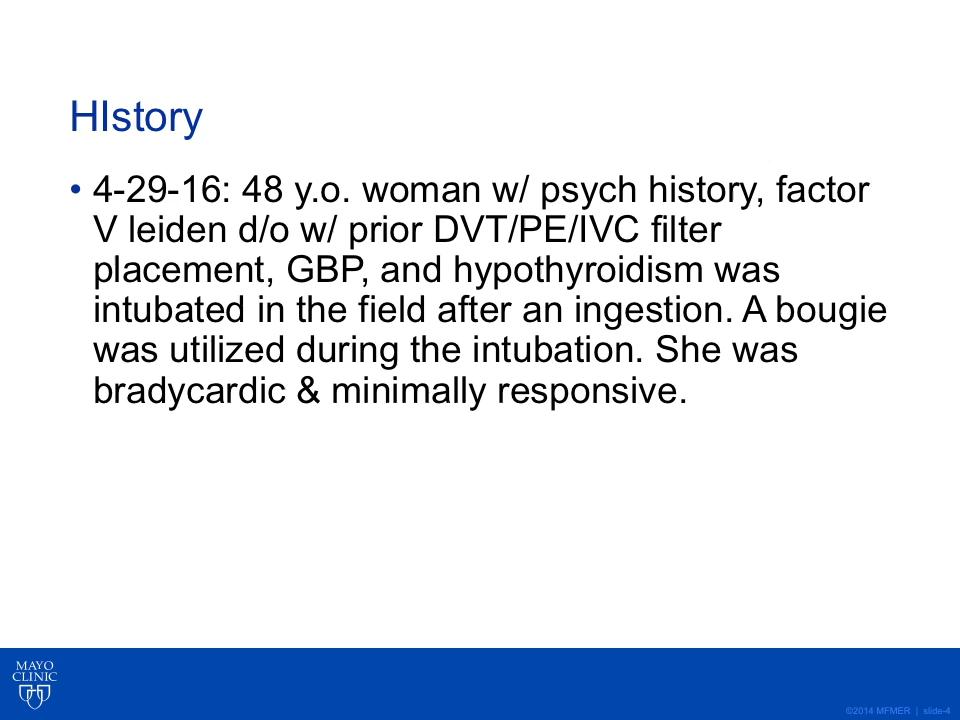 HIstory
• 4-29-16: 48 y.o. woman w/ psych history, factor
V leiden d/o w/ prior DVT/PE/IVC filter
placement, GBP, and hypothyroidism was
intubated in the field after an ingestion. A bougie
was utilized during the intubation. She was
bradycardic & minimally responsive.
MAYO
CLINIC
©2014 MFMER | slide-4